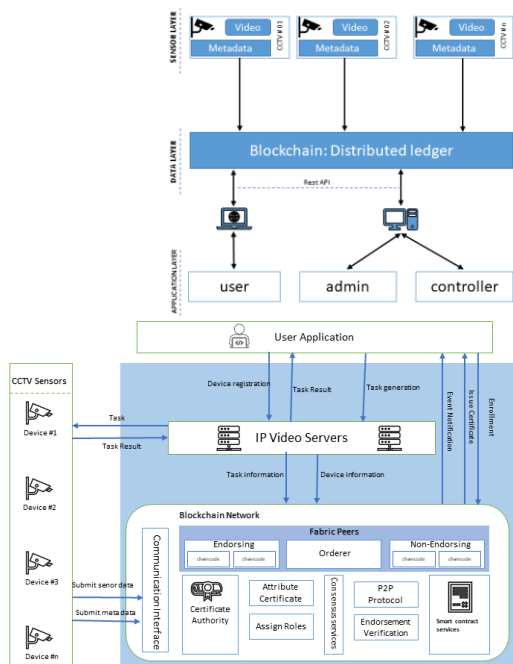 SENSOR LAYER
Video
Metadata
CCTV # 03
Video
Metadata
CCTV # 02
Video
Metadata
CCTV # n
DATA LAYER
Blockchain: Distributed ledger
Rest API
APPLICATION LAYER
user
admin
controller
User Application
CCTV Sensors
Device #1
Device #2
Device #3
Device #n
Device registration
Task Result
Task generation
Event Notification
Issue Certificate
Enrollment
Task
Task Result
IP Video Servers
Task information
Device information
Blockchain Network
Fabric Peers
Endorsing
chaincode
chaincode
Orderer
Non-Endorsing
chaincode
chaincode
Communication Interface
Submit senor data
Submit meta data
Certificate
Authority
Attribute
Certificate
Assign Roles
Consensus services
P2P
Protocol
Endorsement
Verification
Smart contract
services